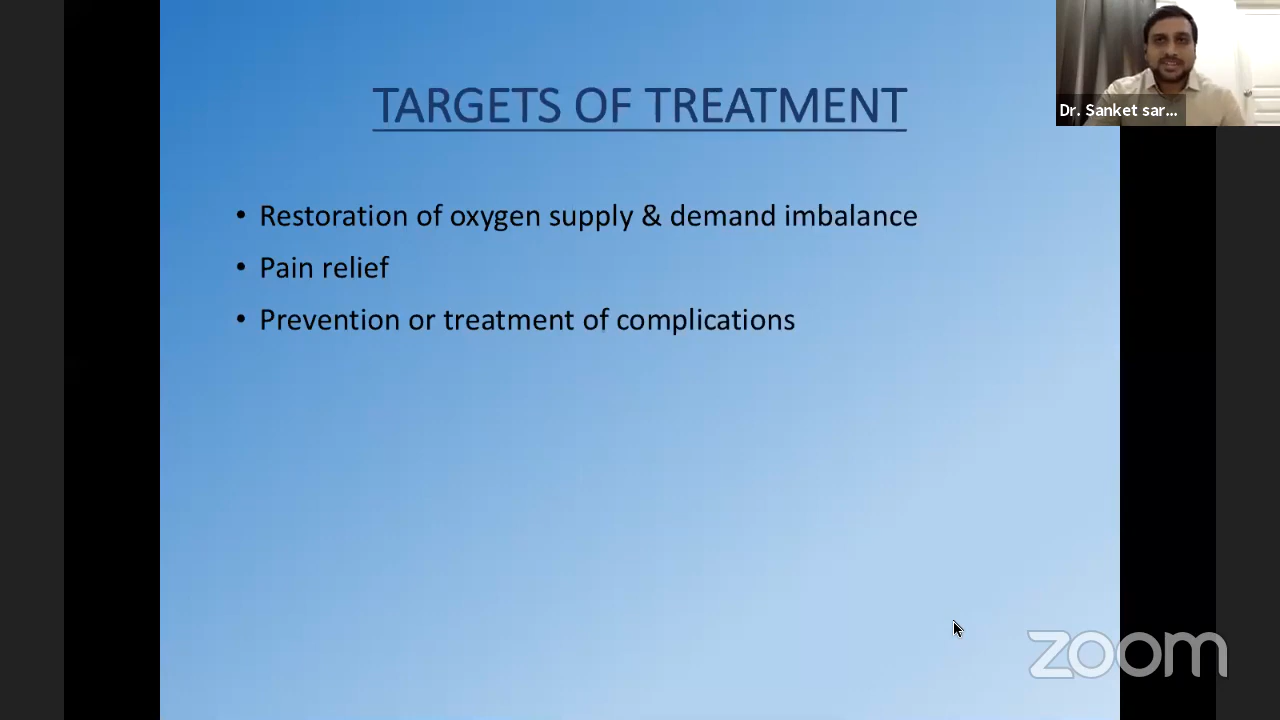 TARGETS OF TREATMENT
Dr. Sanket sar...
• Restoration of oxygen supply & demand imbalance
• Pain relief
• Prevention or treatment of complications
zoom